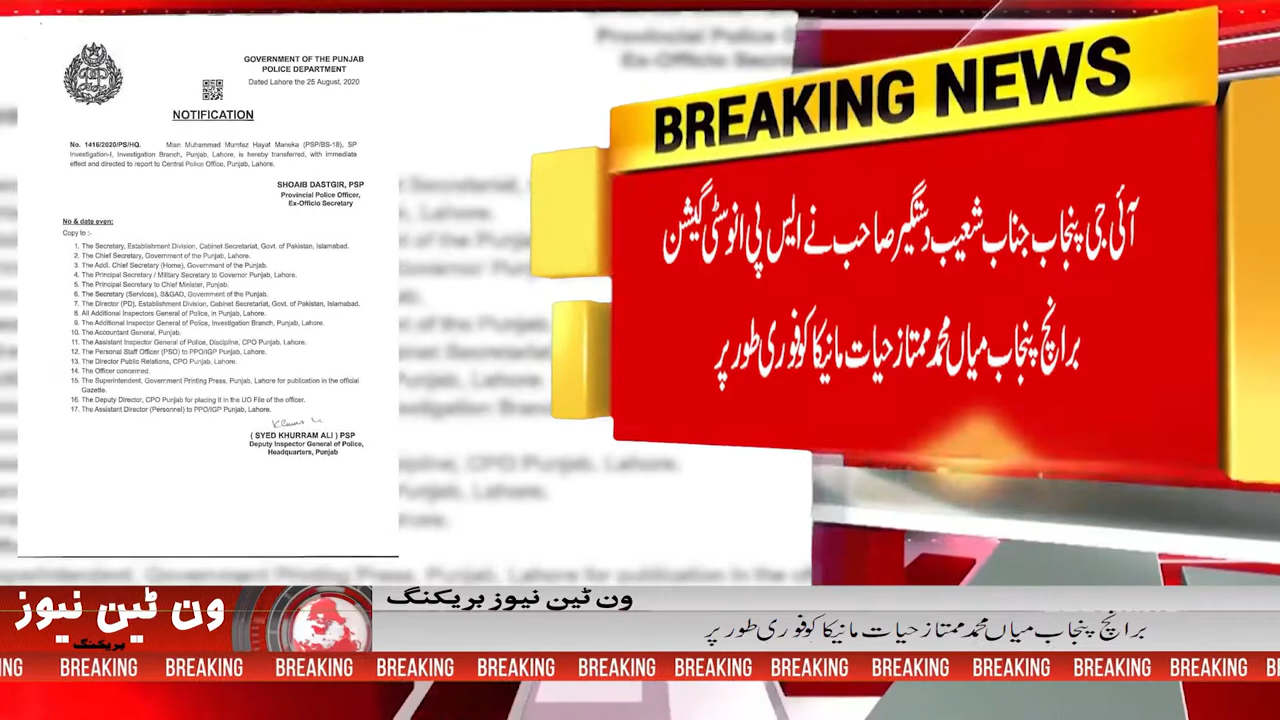 GOVERNMENT OF THE PUNJAB
POLICE DEPARTMENT
Dated Lahore the 25 August, 2020
NOTIFICATION
No. 1416/2020/PS/HQ. Mian Muhammad Mumtaz Hayat Maneka (PSP/BS-18), SP
Investigation-I, Investigation Branch, Punjab, Lahore, is hereby transferred, with immediate
effect and directed to report to Central Police Office, Punjab, Lahore.
SHOAIB DASTGIR, PSP
Provincial Police Officer,
Ex-Officio Secretary
No & date even:
Copy to :-
1. The Secretary, Establishment Division, Cabinet Secretariat, Govt. of Pakistan, Islamabad.
2. The Chief Secretary, Government of the Punjab, Lahore.
3. The Addl. Chief Secretary (Home), Government of the Punjab.
4. The Principal Secretary / Military Secretary to Governor Punjab, Lahore.
5. The Principal Secretary to Chief Minister, Punjab.
6. The Secretary (Services), S&GAD, Government of the Punjab.
7. The Director (PD), Establishment Division, Cabinet Secretariat, Govt. of Pakistan, Islamabad.
8. All Additional Inspectors General of Police, in Punjab, Lahore.
9. The Additional Inspector General of Police, Investigation Branch, Punjab, Lahore.
10. The Accountant General, Punjab.
11. The Assistant Inspector General of Police, Discipline, CPO Punjab, Lahore.
12. The Personal Staff Officer (PSO) to PPO/IGP Punjab, Lahore.
13. The Director Public Relations, CPO Punjab, Lahore.
14. The Officer concerned.
15. The Superintendent, Government Printing Press, Punjab, Lahore for publication in the official
Gazette.
16. The Deputy Director, CPO Punjab for placing it in the UO File of the officer.
17. The Assistant Director (Personnel) to PPO/IGP Punjab, Lahore.
( SYED KHURRAM ALI ) PSP
Deputy Inspector General of Police,
Headquarters, Punjab
BREAKING NEWS
آئی جی پنجاب جناب شعیب دستگیر صاحب نے ایس پی انوسٹی گیشن
برانچ پنجاب میاں محمد ممتاز حیات مانیکا کو فوری طور پر
ون ٹین نیوز
بریکنگ
ون ٹین نیوز بریکنگ
برانچ پنجاب میاں محمد ممتاز حیات مانیکا کو فوری طور پر
ING BREAKING BREAKING BREAKING BREAKING BREAKING BREAKING BREAKING BREAKING BREAKING BREAKING BREAKING BREAKING B